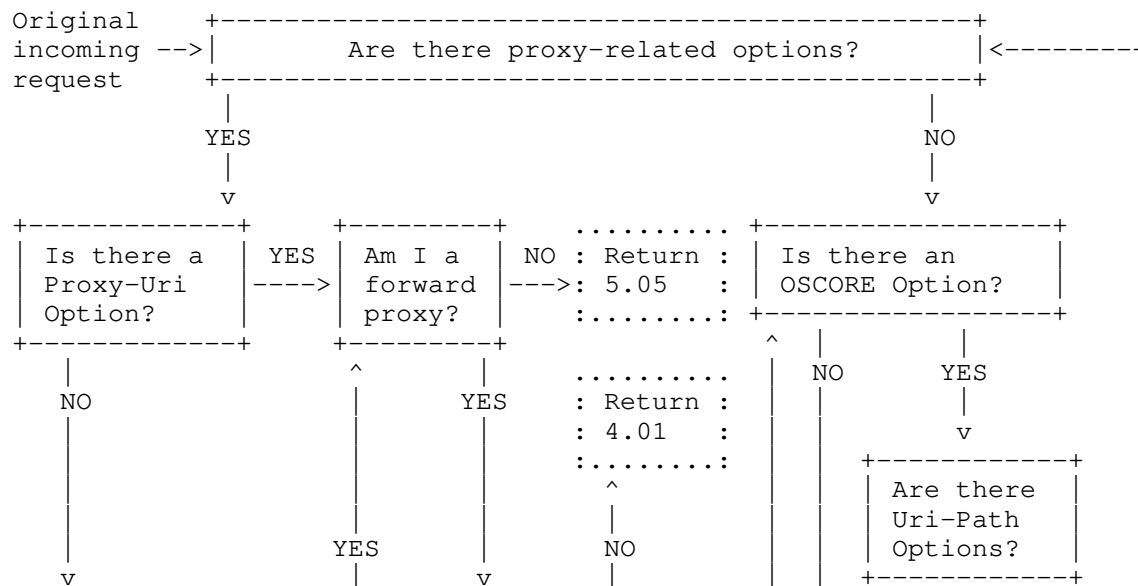 Original
incoming --> Are there proxy-related options? <----------
request
YES NO
v v
Is there a YES Am I a NO : Return : Is there an
Proxy-Uri ----> forward --->: 5.05 : OSCORE Option?
Option? proxy? :........:
^
^ .......... NO YES
NO YES : Return :
: 4.01 : v
:........:
^ Are there
Uri-Path
YES NO Options?
v v